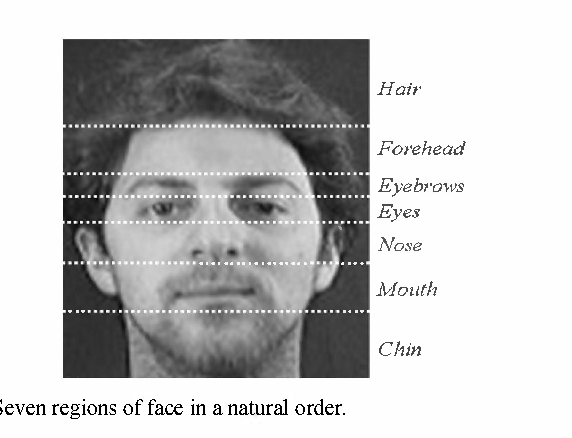 Hair
Forehead
Eyebrows
Eyes
Nose
Mouth
Chin
Seven regions of face in a natural order.